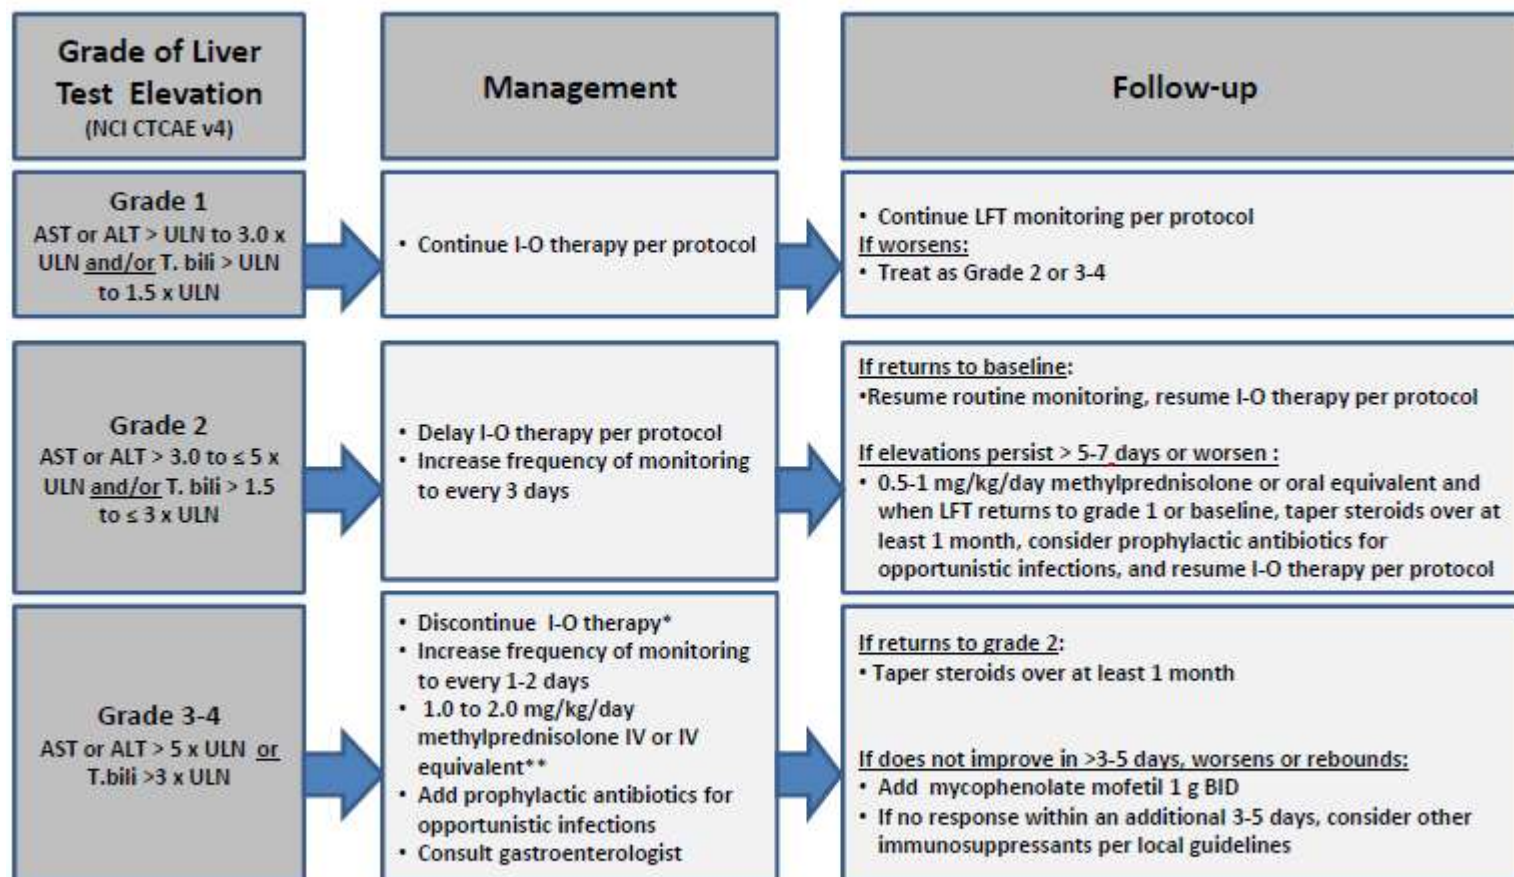 Grade of Liver
Test Elevation
(NCI CTCAE v4)
Management
Follow-up
Grade 1
AST or ALT > ULN to 3.0 x
ULN and/or T. bili > ULN
to 1.5 x ULN
• Continue I-O therapy per protocol
• Continue LFT monitoring per protocol
If worsens:
• Treat as Grade 2 or 3-4
Grade 2
AST or ALT > 3.0 to ≤ 5 x
ULN and/or T. bili > 1.5
to ≤ 3 x ULN
• Delay I-O therapy per protocol
• Increase frequency of monitoring
to every 3 days
If returns to baseline:
•Resume routine monitoring, resume I-O therapy per protocol
If elevations persist > 5-7 days or worsen :
• 0.5-1 mg/kg/day methylprednisolone or oral equivalent and
when LFT returns to grade 1 or baseline, taper steroids over at
least 1 month, consider prophylactic antibiotics for
opportunistic infections, and resume I-O therapy per protocol
Grade 3-4
AST or ALT > 5 x ULN or
T.bili >3 x ULN
• Discontinue I-O therapy*
• Increase frequency of monitoring
to every 1-2 days
• 1.0 to 2.0 mg/kg/day
methylprednisolone IV or IV
equivalent**
• Add prophylactic antibiotics for
opportunistic infections
• Consult gastroenterologist
If returns to grade 2:
• Taper steroids over at least 1 month
If does not improve in >3-5 days, worsens or rebounds:
• Add mycophenolate mofetil 1 g BID
• If no response within an additional 3-5 days, consider other
immunosuppressants per local guidelines